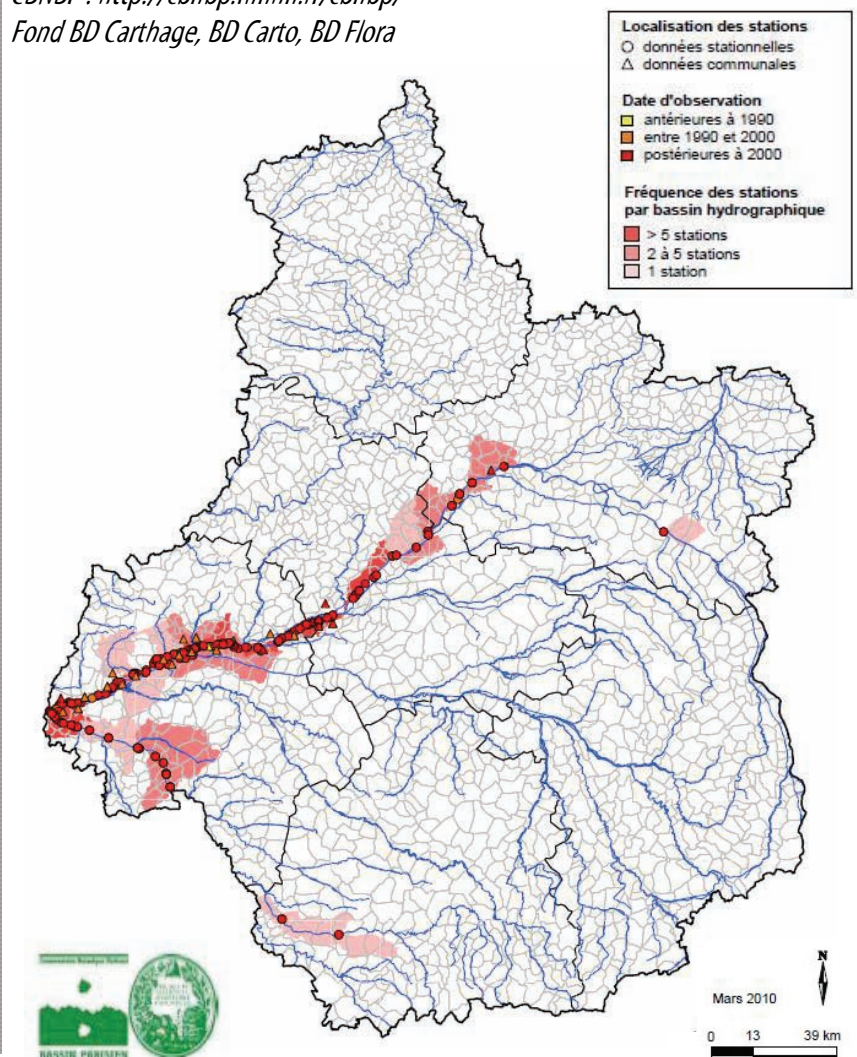 Fond BD Carthage, BD Carto, BD Flora
Localisation des stations
données stationnelles
données communales
Date d'observation
antérieures à 1990
entre 1990 et 2000
postérieures à 2000
Fréquence des stations
par bassin hydrographique
> 5 stations
2 à 5 stations
1 station
N
Mars 2010
0 13 39 km
BASSIN PARISIEN